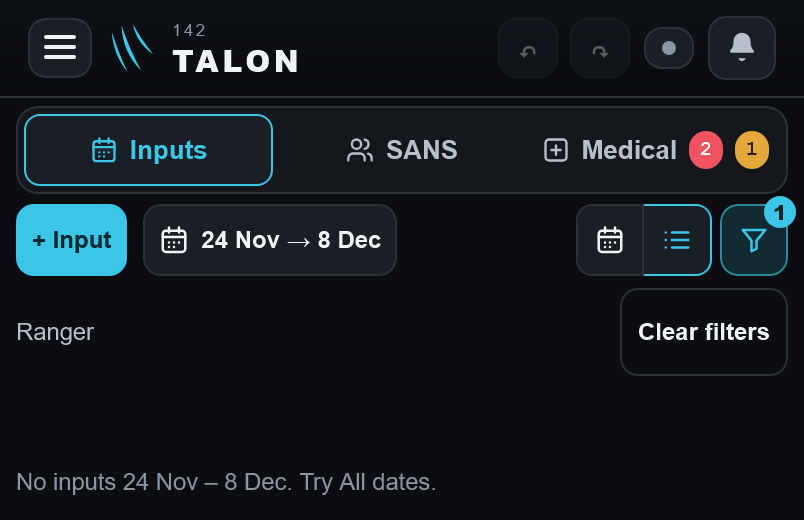 142
TALON
Inputs
SANS
Medical 2 1
+ Input
24 Nov → 8 Dec
1
Ranger
Clear filters
No inputs 24 Nov – 8 Dec. Try All dates.